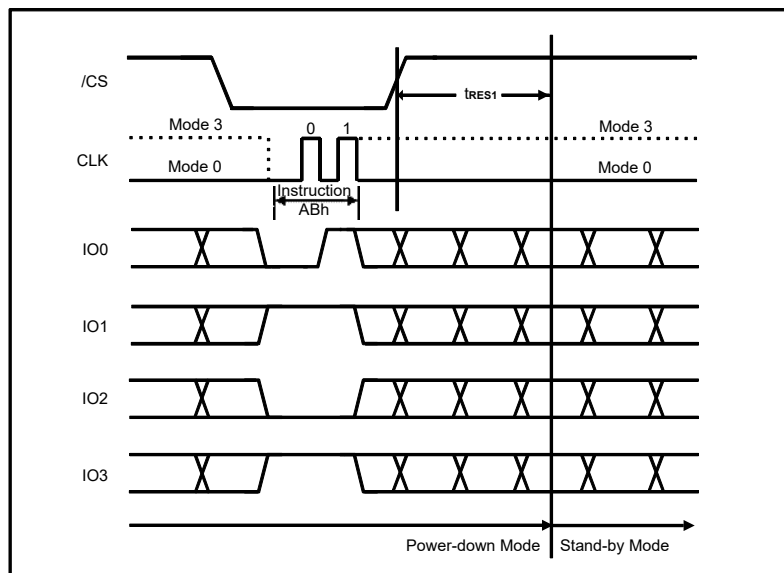 /CS
tRES1
Mode 3
0 1
Mode 3
CLK
Mode 0
Mode 0
Instruction
ABh
IO0
IO1
IO2
IO3
Power-down Mode
Stand-by Mode